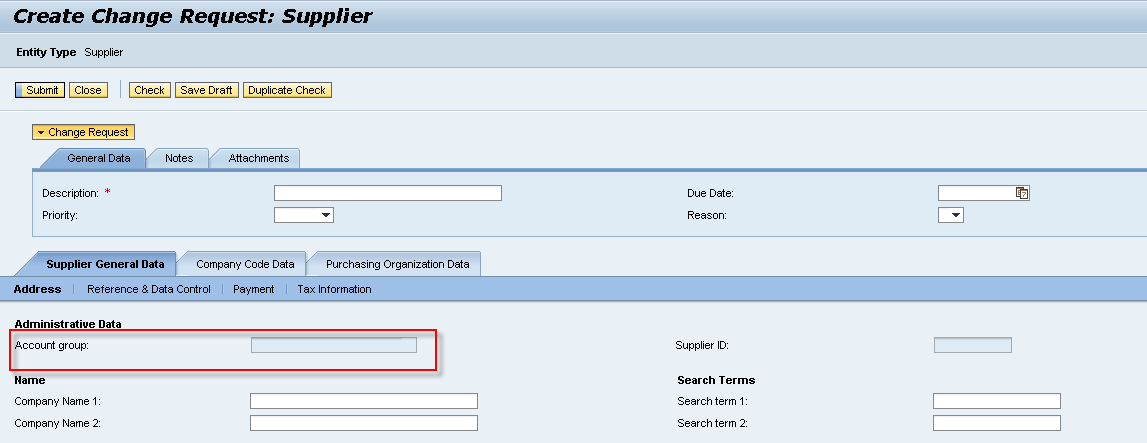 Create Change Request: Supplier
Entity Type Supplier
Submit Close Check Save Draft Duplicate Check
Change Request
General Data Notes Attachments
Description: * Due Date:
Priority: Reason:
Supplier General Data Company Code Data Purchasing Organization Data
Address Reference & Data Control Payment Tax Information
Administrative Data
Account group: Supplier ID:
Name Search Terms
Company Name 1: Search term 1:
Company Name 2: Search term 2: